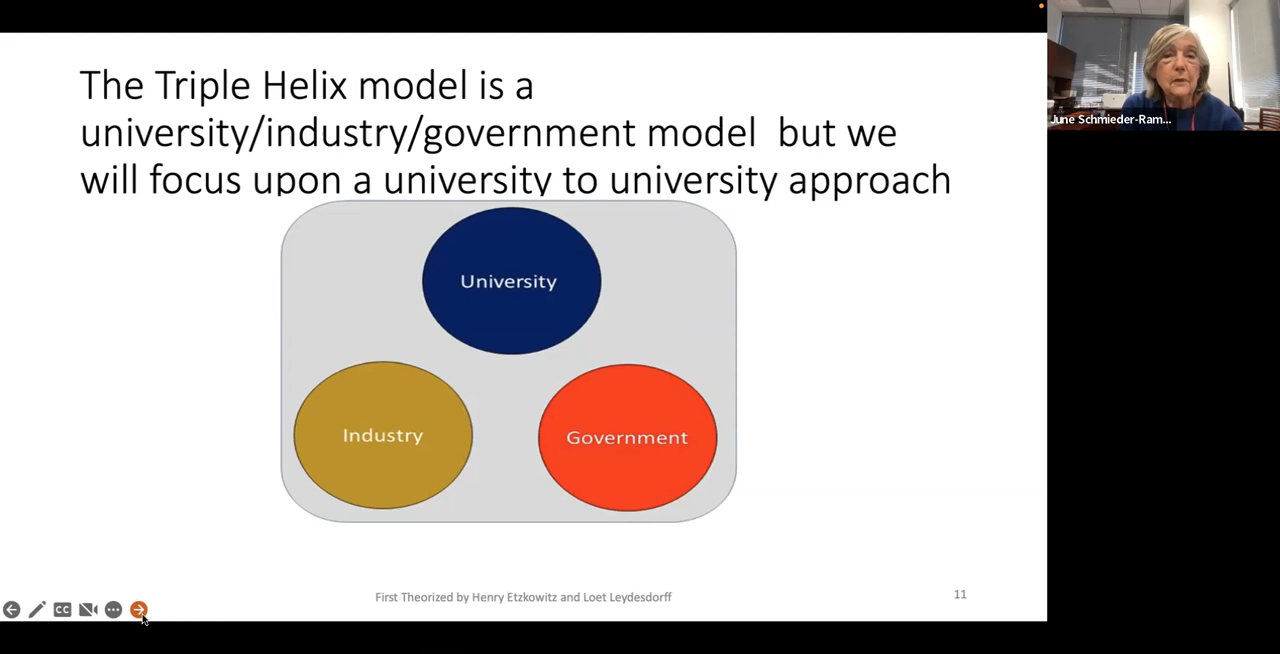 The Triple Helix model is a
university/industry/government model but we
will focus upon a university to university approach
June Schmieder-Ram...
University
Industry
Government
First Theorized by Henry Etzkowitz and Loet Leydesdorff
11
CC